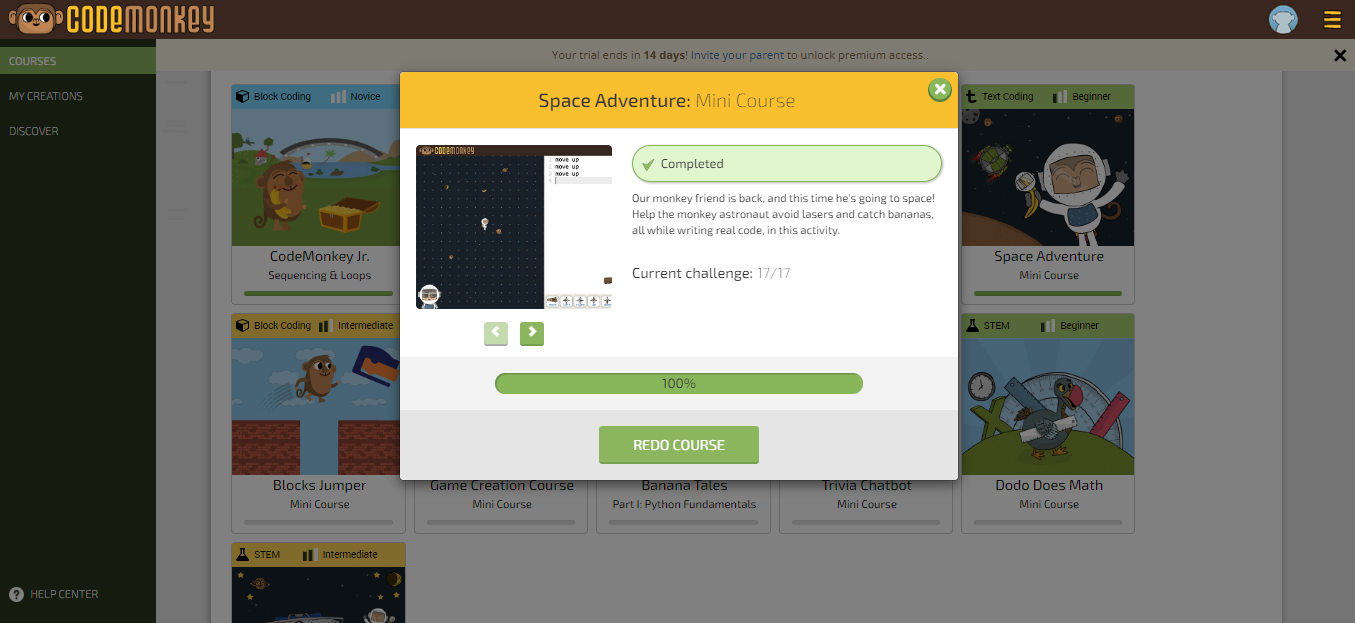 CODEMONKEY
Your trial ends in 14 days! Invite your parent to unlock premium access..
COURSES
MY CREATIONS
DISCOVER
HELP CENTER
Space Adventure: Mini Course
CODEMONKEY
1 move up
2 move up
3 move up
4
Completed
Our monkey friend is back, and this time he's going to space!
Help the monkey astronaut avoid lasers and catch bananas,
all while writing real code, in this activity.
Current challenge: 17/17
100%
REDO COURSE
Block Coding Novice
CodeMonkey Jr.
Sequencing & Loops
t Text Coding Beginner
Space Adventure
Mini Course
Block Coding Intermediate
Blocks Jumper
Mini Course
Game Creation Course
Mini Course
Banana Tales
Part I: Python Fundamentals
Trivia Chatbot
Mini Course
STEM Beginner
Dodo Does Math
Mini Course
STEM Intermediate